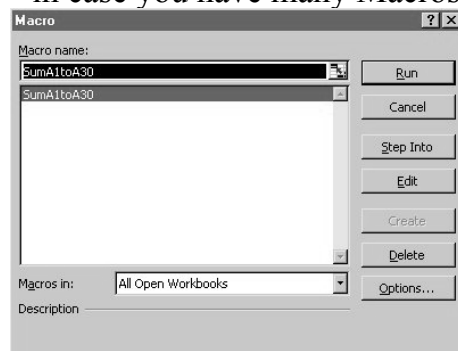 in case you have many Macros
Macro
Macro name:
SumA1toA30
SumA1toA30
Run
Cancel
Step Into
Edit
Create
Delete
Options...
Macros in: All Open Workbooks
Description